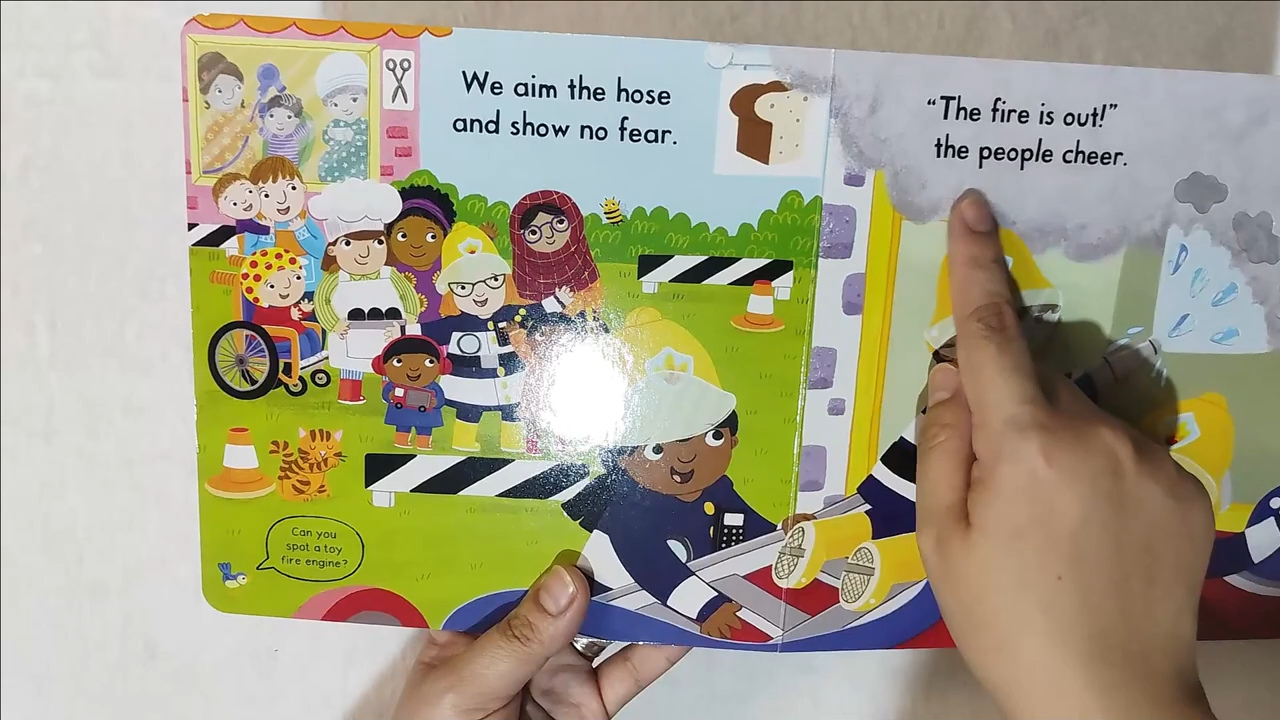 We aim the hose
and show no fear.
“The fire is out!”
the people cheer.
Can you
spot a toy
fire engine?